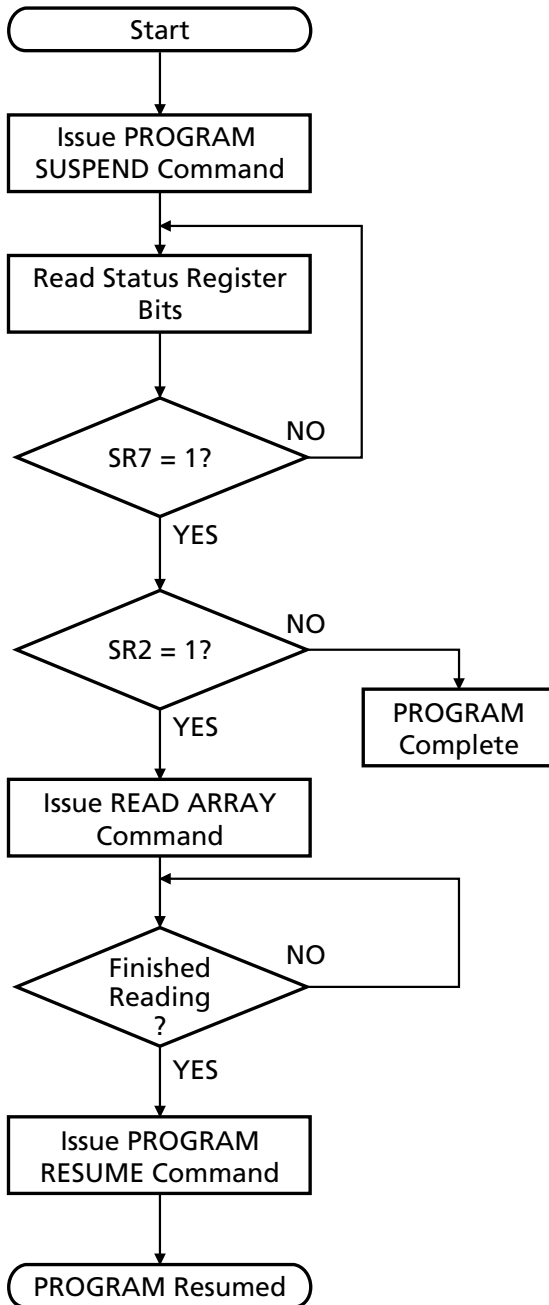 Start
Issue PROGRAM
SUSPEND Command
Read Status Register
Bits
NO
SR7 = 1?
YES
NO
SR2 = 1?
YES
PROGRAM
Complete
Issue READ ARRAY
Command
NO
Finished
Reading
?
YES
Issue PROGRAM
RESUME Command
PROGRAM Resumed